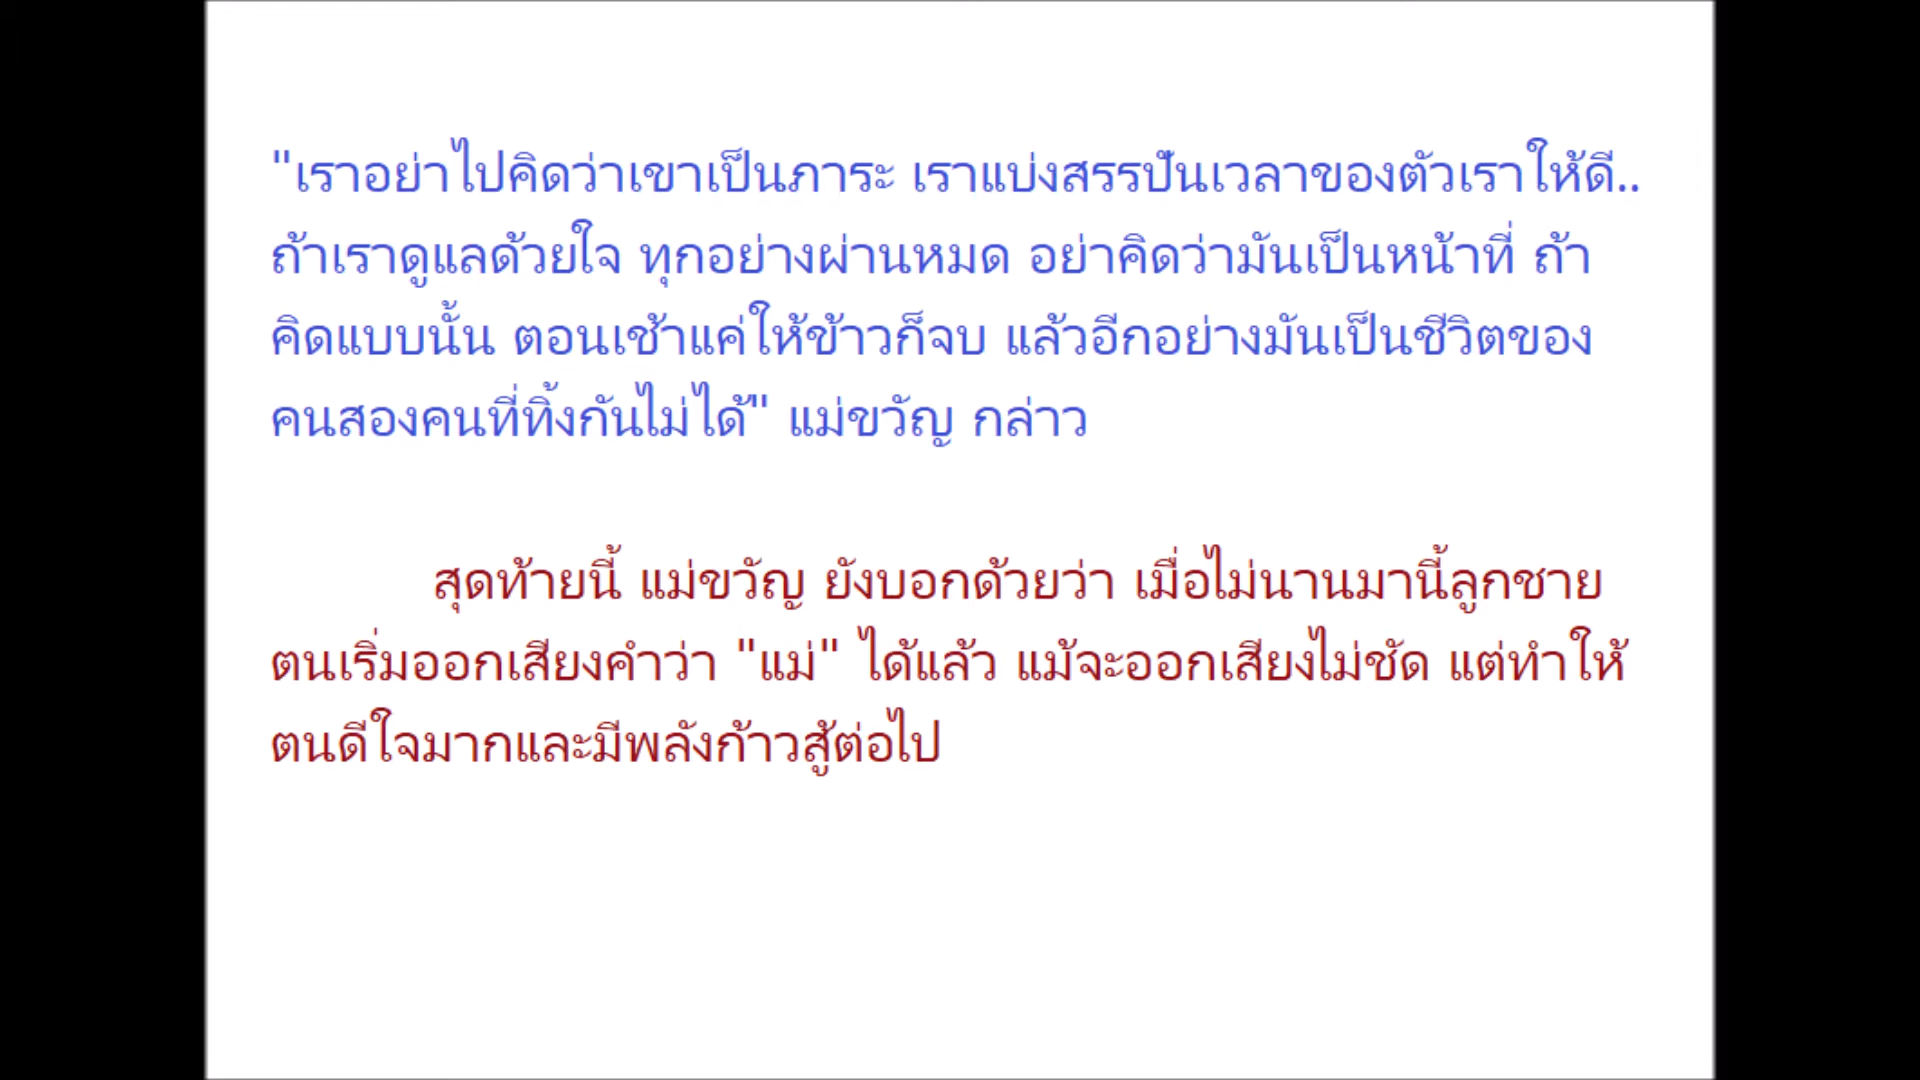 "เราอย่าไปคิดว่าเขาเป็นภาระ เราแบ่งสรรปันเวลาของตัวเราให้ดี..
ถ้าเราดูแลด้วยใจ ทุกอย่างผ่านหมด อย่าคิดว่ามันเป็นหน้าที่ ถ้า
คิดแบบนั้น ตอนเช้าแค่ให้ข้าวก็จบ แล้วอีกอย่างมันเป็นชีวิตของ
คนสองคนที่ทิ้งกันไม่ได้" แม่ขวัญ กล่าว
สุดท้ายนี้ แม่ขวัญ ยังบอกด้วยว่า เมื่อไม่นานมานี้ลูกชาย
ตนเริ่มออกเสียงคำว่า "แม่" ได้แล้ว แม้จะออกเสียงไม่ชัด แต่ทำให้
ตนดีใจมากและมีพลังก้าวสู้ต่อไป